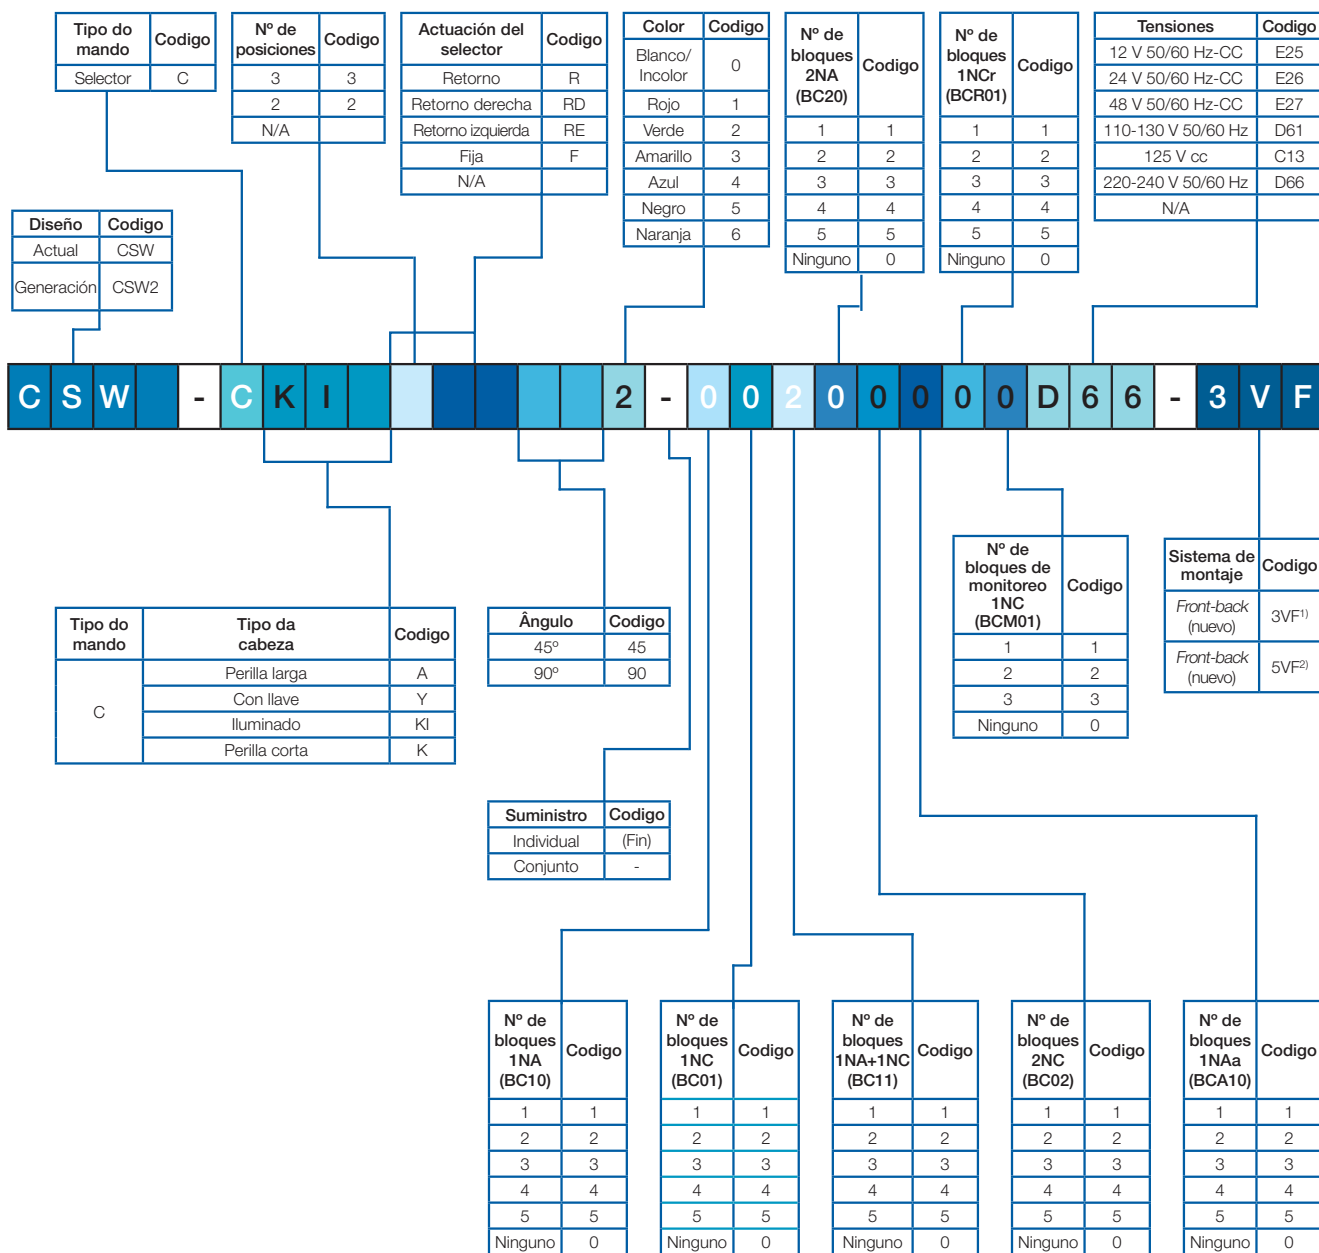 Tipo do mando Codigo
Selector C
Nº de posiciones Codigo
3 3
2 2
N/A
Actuación del selector Codigo
Retorno R
Retorno derecha RD
Retorno izquierda RE
Fija F
N/A
Color Codigo
Blanco/ Incolor 0
Rojo 1
Verde 2
Amarillo 3
Azul 4
Negro 5
Naranja 6
Nº de bloques 2NA (BC20) Codigo
1 1
2 2
3 3
4 4
5 5
Ninguno 0
Nº de bloques 1NCr (BCR01) Codigo
1 1
2 2
3 3
4 4
5 5
Ninguno 0
Tensiones Codigo
12 V 50/60 Hz-CC E25
24 V 50/60 Hz-CC E26
48 V 50/60 Hz-CC E27
110-130 V 50/60 Hz D61
125 V cc C13
220-240 V 50/60 Hz D66
N/A
Diseño Codigo
Actual CSW
Generación CSW2
C S W - C K I 2 - 0 0 2 0 0 0 0 0 D 6 6 - 3 V F
Tipo do mando Tipo da cabeza Codigo
C
Perilla larga A
Con llave Y
Iluminado KI
Perilla corta K
Ângulo Codigo
45º 45
90º 90
Suministro Codigo
Individual (Fin)
Conjunto -
Nº de bloques de monitoreo 1NC (BCM01) Codigo
1 1
2 2
3 3
Ninguno 0
Sistema de montaje Codigo
Front-back (nuevo) 3VF1)
Front-back (nuevo) 5VF2)
Nº de bloques 1NA (BC10) Codigo
1 1
2 2
3 3
4 4
5 5
Ninguno 0
Nº de bloques 1NC (BC01) Codigo
1 1
2 2
3 3
4 4
5 5
Ninguno 0
Nº de bloques 1NA+1NC (BC11) Codigo
1 1
2 2
3 3
4 4
5 5
Ninguno 0
Nº de bloques 2NC (BC02) Codigo
1 1
2 2
3 3
4 4
5 5
Ninguno 0
Nº de bloques 1NAa (BCA10) Codigo
1 1
2 2
3 3
4 4
5 5
Ninguno 0